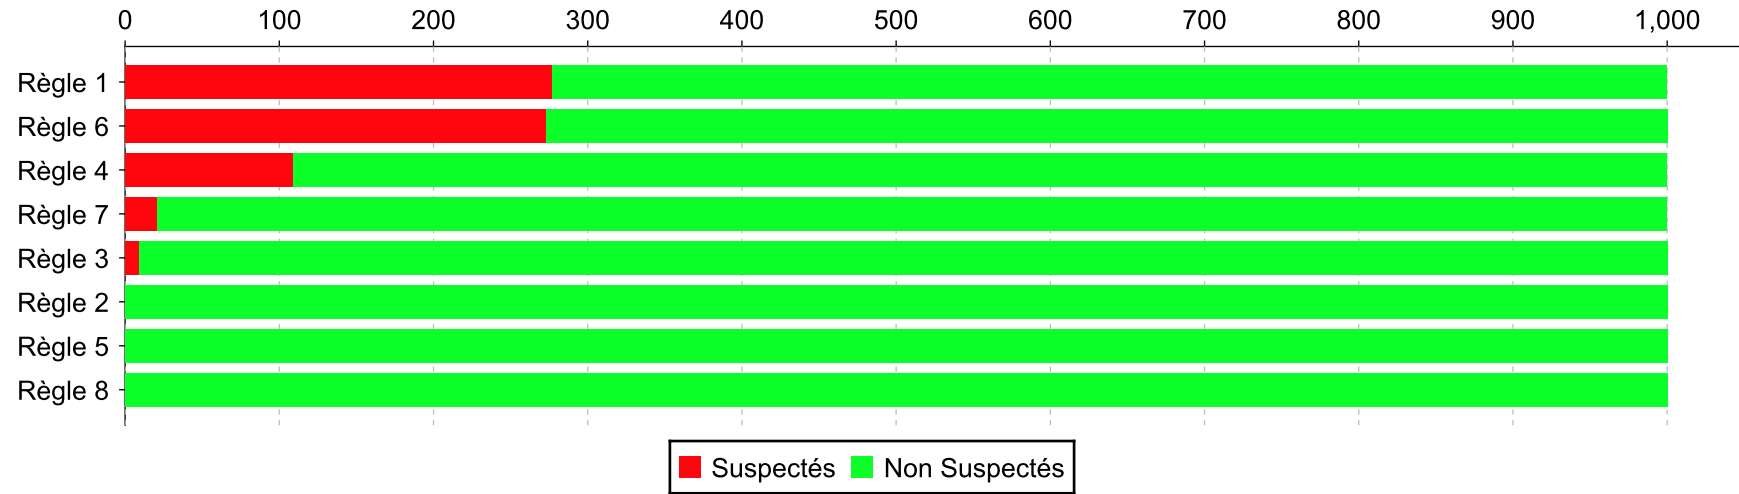 0 100 200 300 400 500 600 700 800 900 1,000
Règle 1
Règle 6
Règle 4
Règle 7
Règle 3
Règle 2
Règle 5
Règle 8
Suspectés Non Suspectés